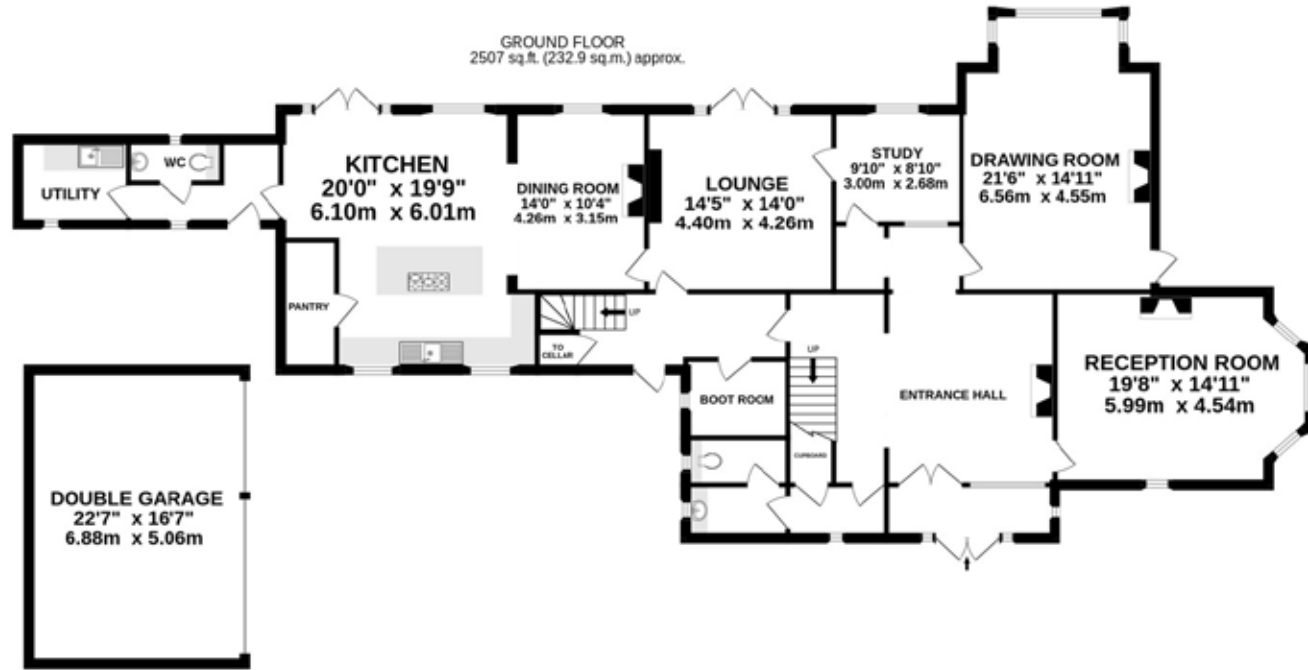 GROUND FLOOR
2507 sq.ft. (232.9 sq.m.) approx.
UTILITY
WC
KITCHEN
20'0" x 19'9"
6.10m x 6.01m
DINING ROOM
14'0" x 10'4"
4.26m x 3.15m
LOUNGE
14'5" x 14'0"
4.40m x 4.26m
STUDY
9'10" x 8'10"
3.00m x 2.68m
DRAWING ROOM
21'6" x 14'11"
6.56m x 4.55m
PANTRY
UP
TO
CELLAR
UP
BOOT ROOM
CUPBOARD
ENTRANCE HALL
RECEPTION ROOM
19'8" x 14'11"
5.99m x 4.54m
DOUBLE GARAGE
22'7" x 16'7"
6.88m x 5.06m